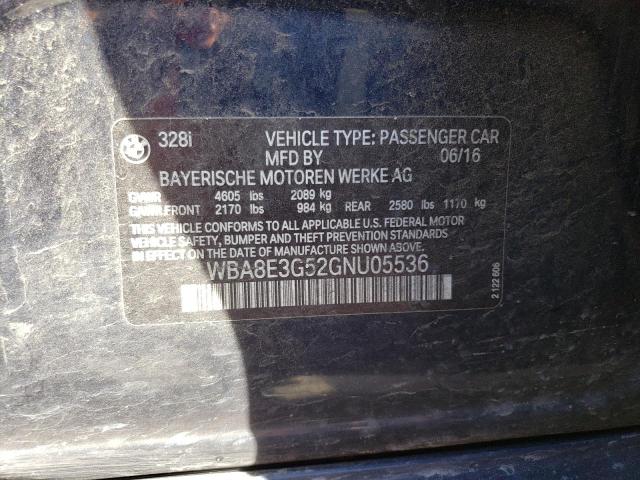 328i VEHICLE TYPE: PASSENGER CAR
MFD BY 06/16
BAYERISCHE MOTOREN WERKE AG
GVWR 4605 lbs 2089 kg
GAWR FRONT 2170 lbs 984 kg REAR 2580 lbs 1170 kg
THIS VEHICLE CONFORMS TO ALL APPLICABLE U.S. FEDERAL MOTOR
VEHICLE SAFETY, BUMPER AND THEFT PREVENTION STANDARDS
IN EFFECT ON THE DATE OF MANUFACTURE SHOWN ABOVE.
WBA8E3G52GNU05536
2 122 606